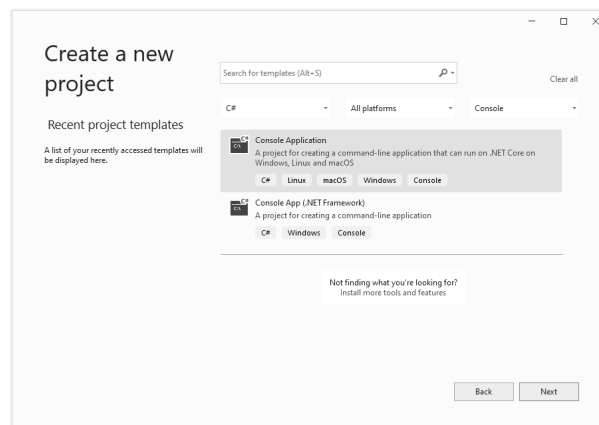 Create a new
project
Recent project templates
A list of your recently accessed templates will
be displayed here.
Search for templates (Alt+S)
Clear all
C#
All platforms
Console
C#
C:\
Console Application
A project for creating a command-line application that can run on .NET Core on
Windows, Linux and macOS
C# Linux macOS Windows Console
C#
C:\
Console App (.NET Framework)
A project for creating a command-line application
C# Windows Console
Not finding what you're looking for?
Install more tools and features
Back Next